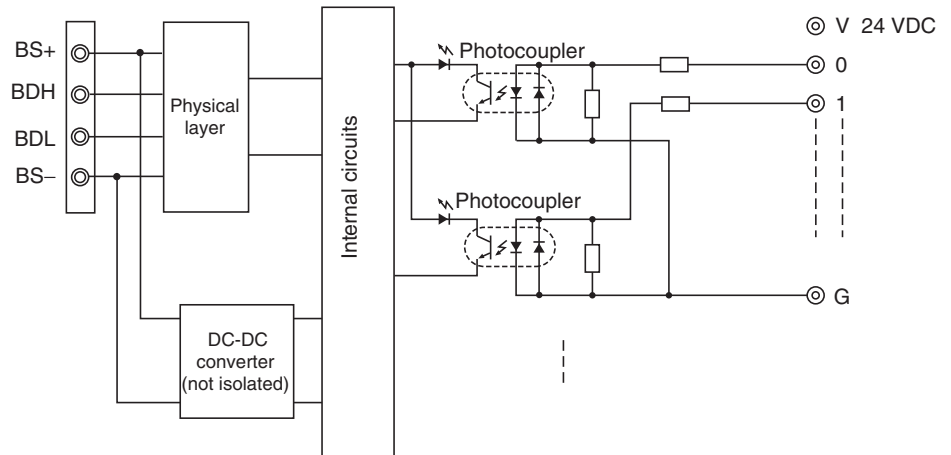 V 24 VDC
BS+
Photocoupler
0
BDH
Physical
layer
1
BDL
BS−
Internal circuits
Photocoupler
G
DC-DC
converter
(not isolated)